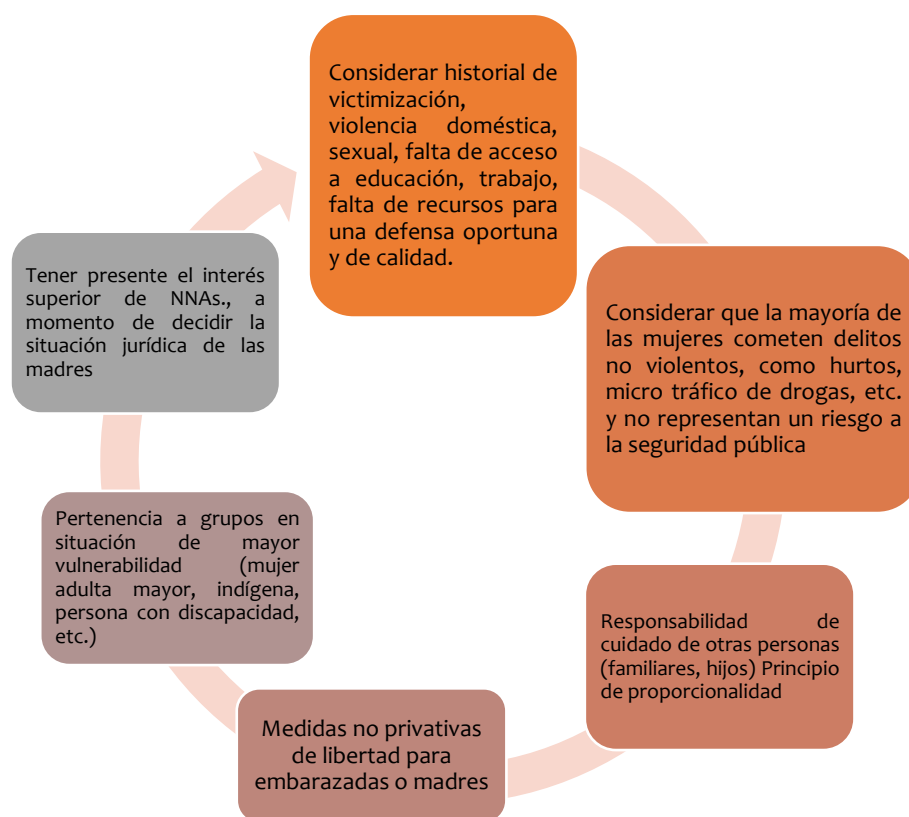 Considerar historial de
victimización,
violencia doméstica,
sexual, falta de acceso
a educación, trabajo,
falta de recursos para
una defensa oportuna
y de calidad.
Considerar que la mayoría de
las mujeres cometen delitos
no violentos, como hurtos,
micro tráfico de drogas, etc.
y no representan un riesgo a
la seguridad pública
Responsabilidad de
cuidado de otras personas
(familiares, hijos) Principio
de proporcionalidad
Medidas no privativas
de libertad para
embarazadas o madres
Pertenencia a grupos en
situación de mayor
vulnerabilidad (mujer
adulta mayor, indígena,
persona con discapacidad,
etc.)
Tener presente el interés
superior de NNAs., a
momento de decidir la
situación jurídica de las
madres